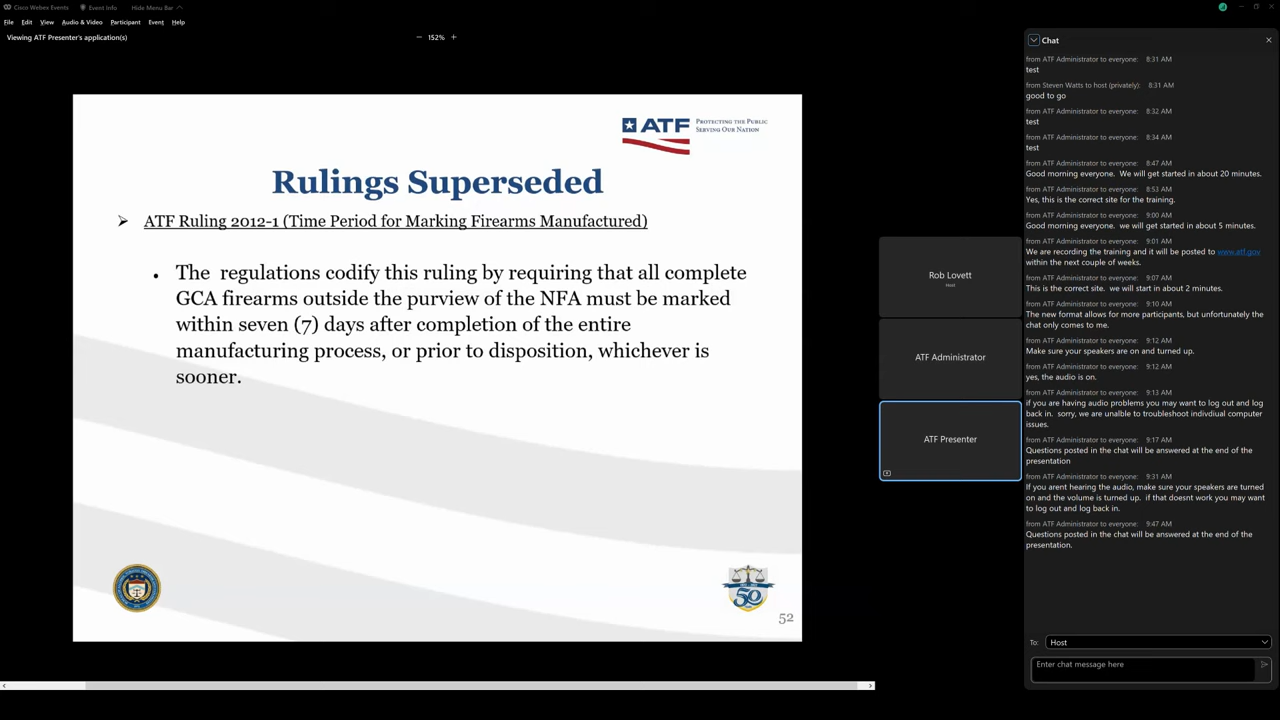 Cisco Webex Events
Event Info
Hide Menu Bar
File Edit View Audio & Video Participant Event Help
Viewing ATF Presenter's application(s)
152%
ATF
PROTECTING THE PUBLIC
SERVING OUR NATION
Rulings Superseded
ATF Ruling 2012-1 (Time Period for Marking Firearms Manufactured)
• The regulations codify this ruling by requiring that all complete
GCA firearms outside the purview of the NFA must be marked
within seven (7) days after completion of the entire
manufacturing process, or prior to disposition, whichever is
sooner.
50
52
Rob Lovett
Host
ATF Administrator
ATF Presenter
Chat
from ATF Administrator to everyone: 8:31 AM
test
from Steven Watts to host (privately): 8:31 AM
good to go
from ATF Administrator to everyone: 8:32 AM
test
from ATF Administrator to everyone: 8:34 AM
test
from ATF Administrator to everyone: 8:47 AM
Good morning everyone. We will get started in about 20 minutes.
from ATF Administrator to everyone: 8:53 AM
Yes, this is the correct site for the training.
from ATF Administrator to everyone: 9:00 AM
Good morning everyone. we will get started in about 5 minutes.
from ATF Administrator to everyone: 9:01 AM
We are recording the training and it will be posted to www.atf.gov
within the next couple of weeks.
from ATF Administrator to everyone: 9:07 AM
This is the correct site. we will start in about 2 minutes.
from ATF Administrator to everyone: 9:10 AM
The new format allows for more participants, but unfortunately the
chat only comes to me.
from ATF Administrator to everyone: 9:12 AM
Make sure your speakers are on and turned up.
from ATF Administrator to everyone: 9:12 AM
yes, the audio is on.
from ATF Administrator to everyone: 9:13 AM
if you are having audio problems you may want to log out and log
back in. sorry, we are unable to troubleshoot indivdiual computer
issues.
from ATF Administrator to everyone: 9:17 AM
Questions posted in the chat will be answered at the end of the
presentation
from ATF Administrator to everyone: 9:31 AM
If you arent hearing the audio, make sure your speakers are turned
on and the volume is turned up. if that doesnt work you may want
to log out and log back in.
from ATF Administrator to everyone: 9:47 AM
Questions posted in the chat will be answered at the end of the
presentation.
To: Host
Enter chat message here